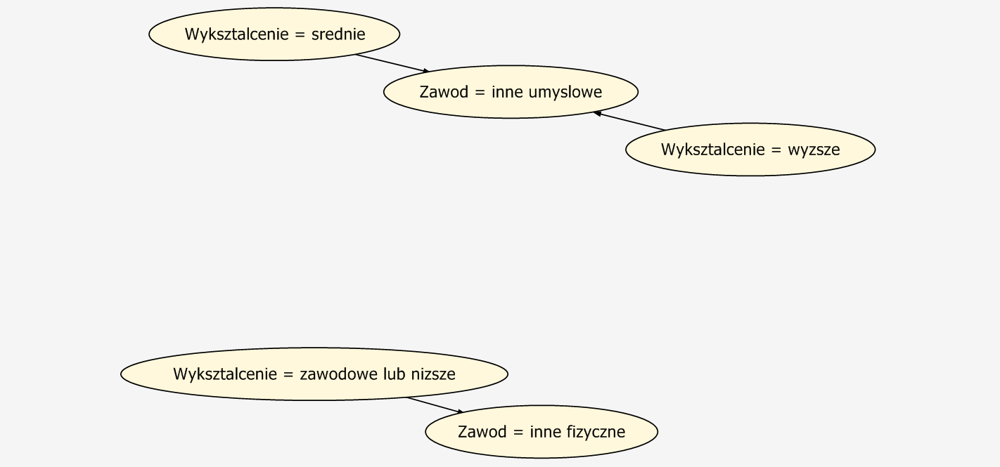 Wyksztalcenie = srednie
Zawod = inne umyslowe
Wyksztalcenie = wyzsze
Wyksztalcenie = zawodowe lub nizsze
Zawod = inne fizyczne